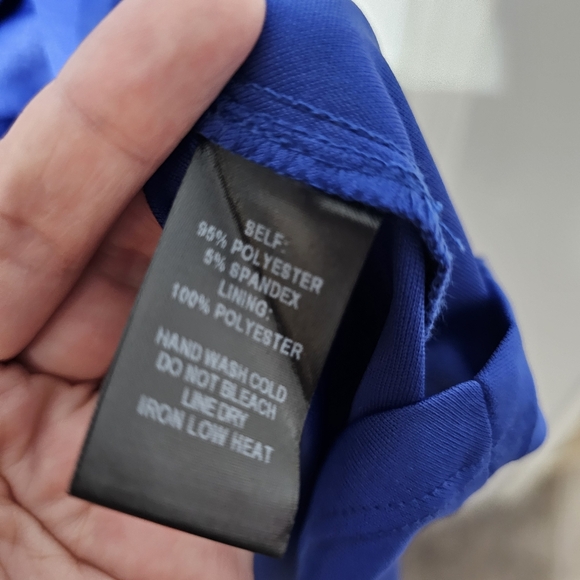 SELF:
95% POLYESTER
5% SPANDEX
LINING:
100% POLYESTER
HAND WASH COLD
DO NOT BLEACH
LINE DRY
IRON LOW HEAT